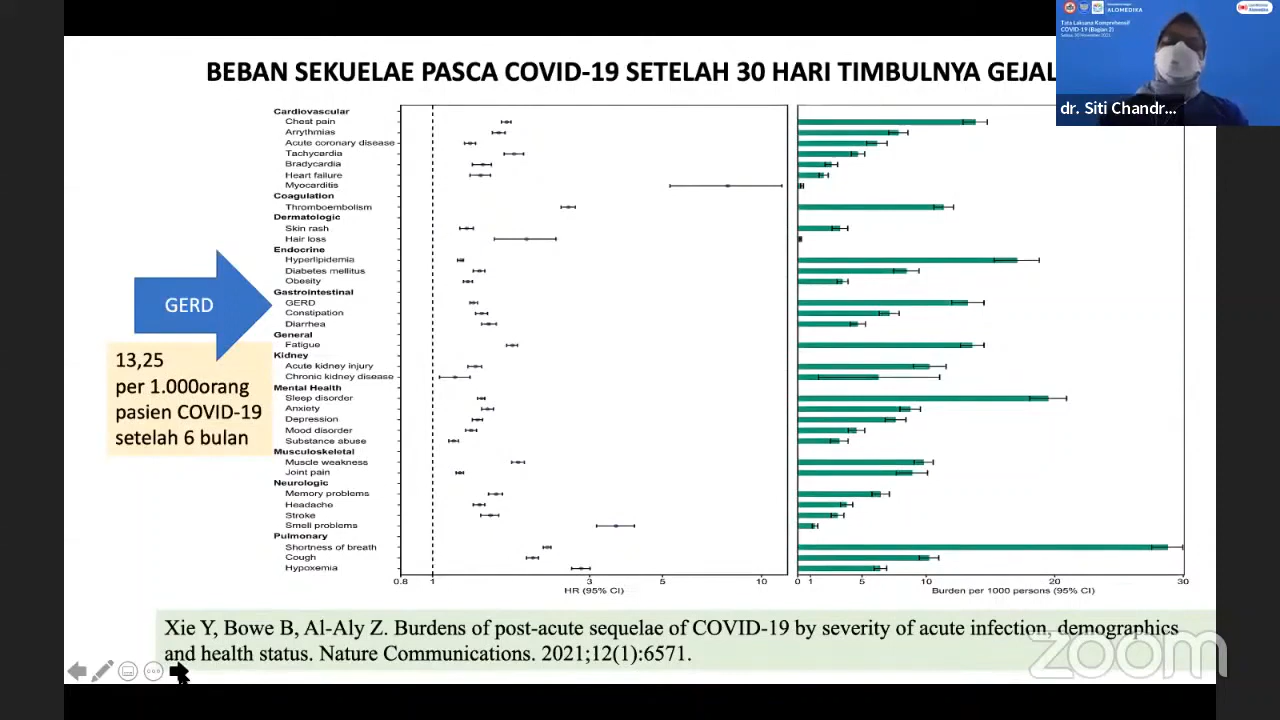 BEBAN SEKUELAE PASCA COVID-19 SETELAH 30 HARI TIMBULNYA GEJAL
ALOMEDIKA
Tata Laksana Komprehensif
COVID-19 (Bagian 2)
dr. Siti Chandr...
Cardiovascular
Chest pain
Arrythmias
Acute coronary disease
Tachycardia
Bradycardia
Heart failure
Myocarditis
Coagulation
Thromboembolism
Dermatologic
Skin rash
Hair loss
Endocrine
Hyperlipidemia
Diabetes mellitus
Obesity
Gastrointestinal
GERD
Constipation
Diarrhea
General
Fatigue
Kidney
Acute kidney injury
Chronic kidney disease
Mental Health
Sleep disorder
Anxiety
Depression
Mood disorder
Substance abuse
Musculoskeletal
Muscle weakness
Joint pain
Neurologic
Memory problems
Headache
Stroke
Smell problems
Pulmonary
Shortness of breath
Cough
Hypoxemia
0.8 1 3 5 10
HR (95% CI)
0 1 5 10 20 30
Burden per 1000 persons (95% CI)
GERD
13,25
per 1.000orang
pasien COVID-19
setelah 6 bulan
Xie Y, Bowe B, Al-Aly Z. Burdens of post-acute sequelae of COVID-19 by severity of acute infection, demographics
and health status. Nature Communications. 2021;12(1):6571.
zoom